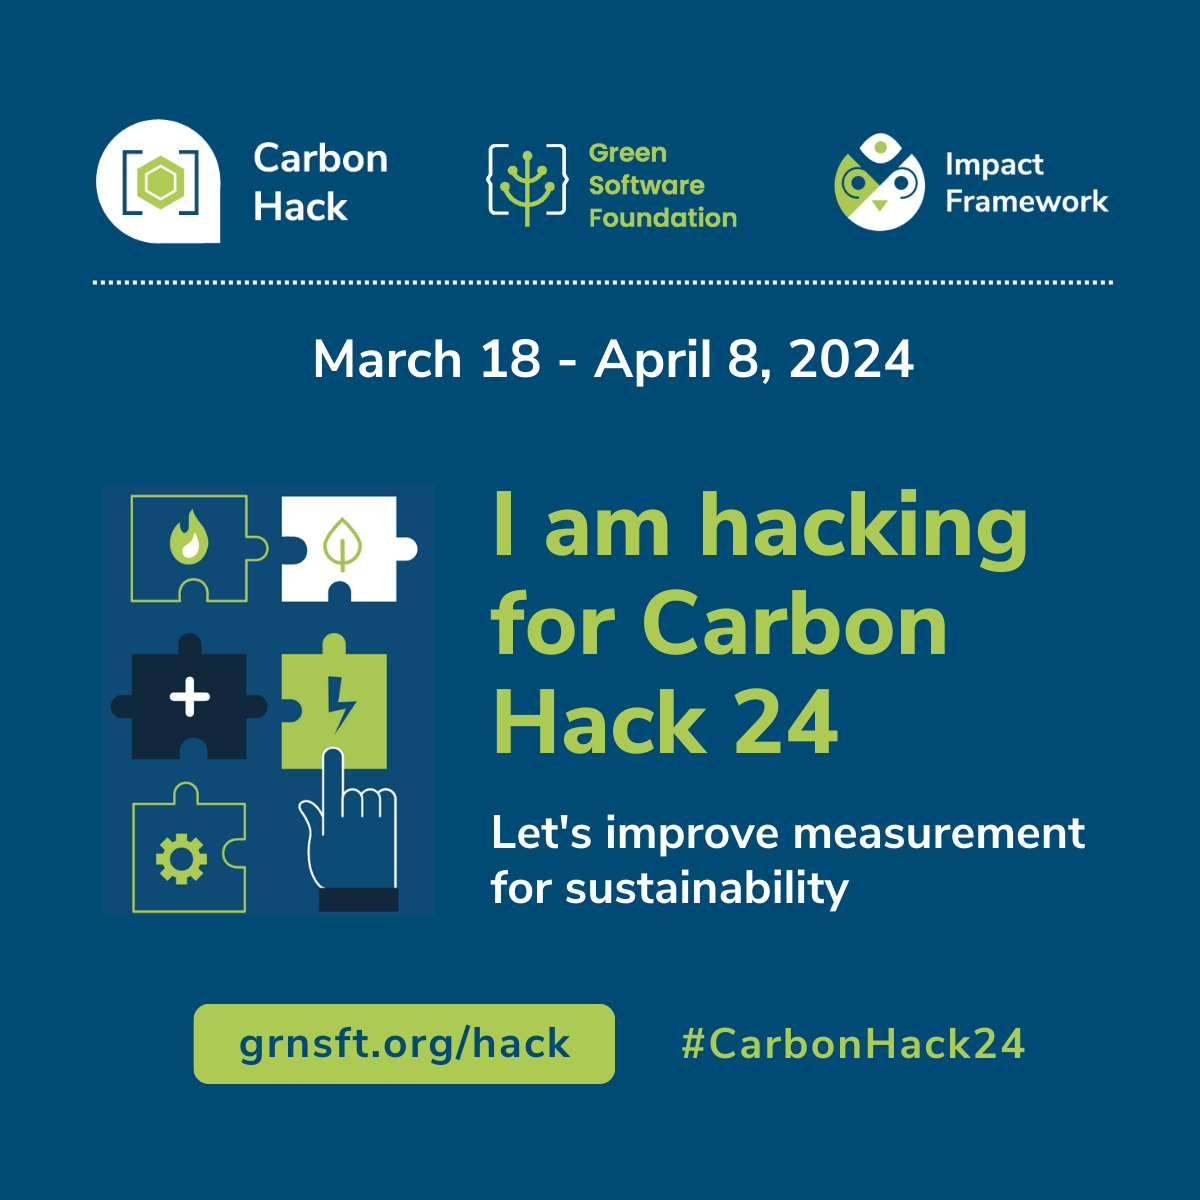 Carbon
Hack
Green
Software
Foundation
Impact
Framework
March 18 - April 8, 2024
I am hacking
for Carbon
Hack 24
Let's improve measurement
for sustainability
grnsft.org/hack
#CarbonHack24